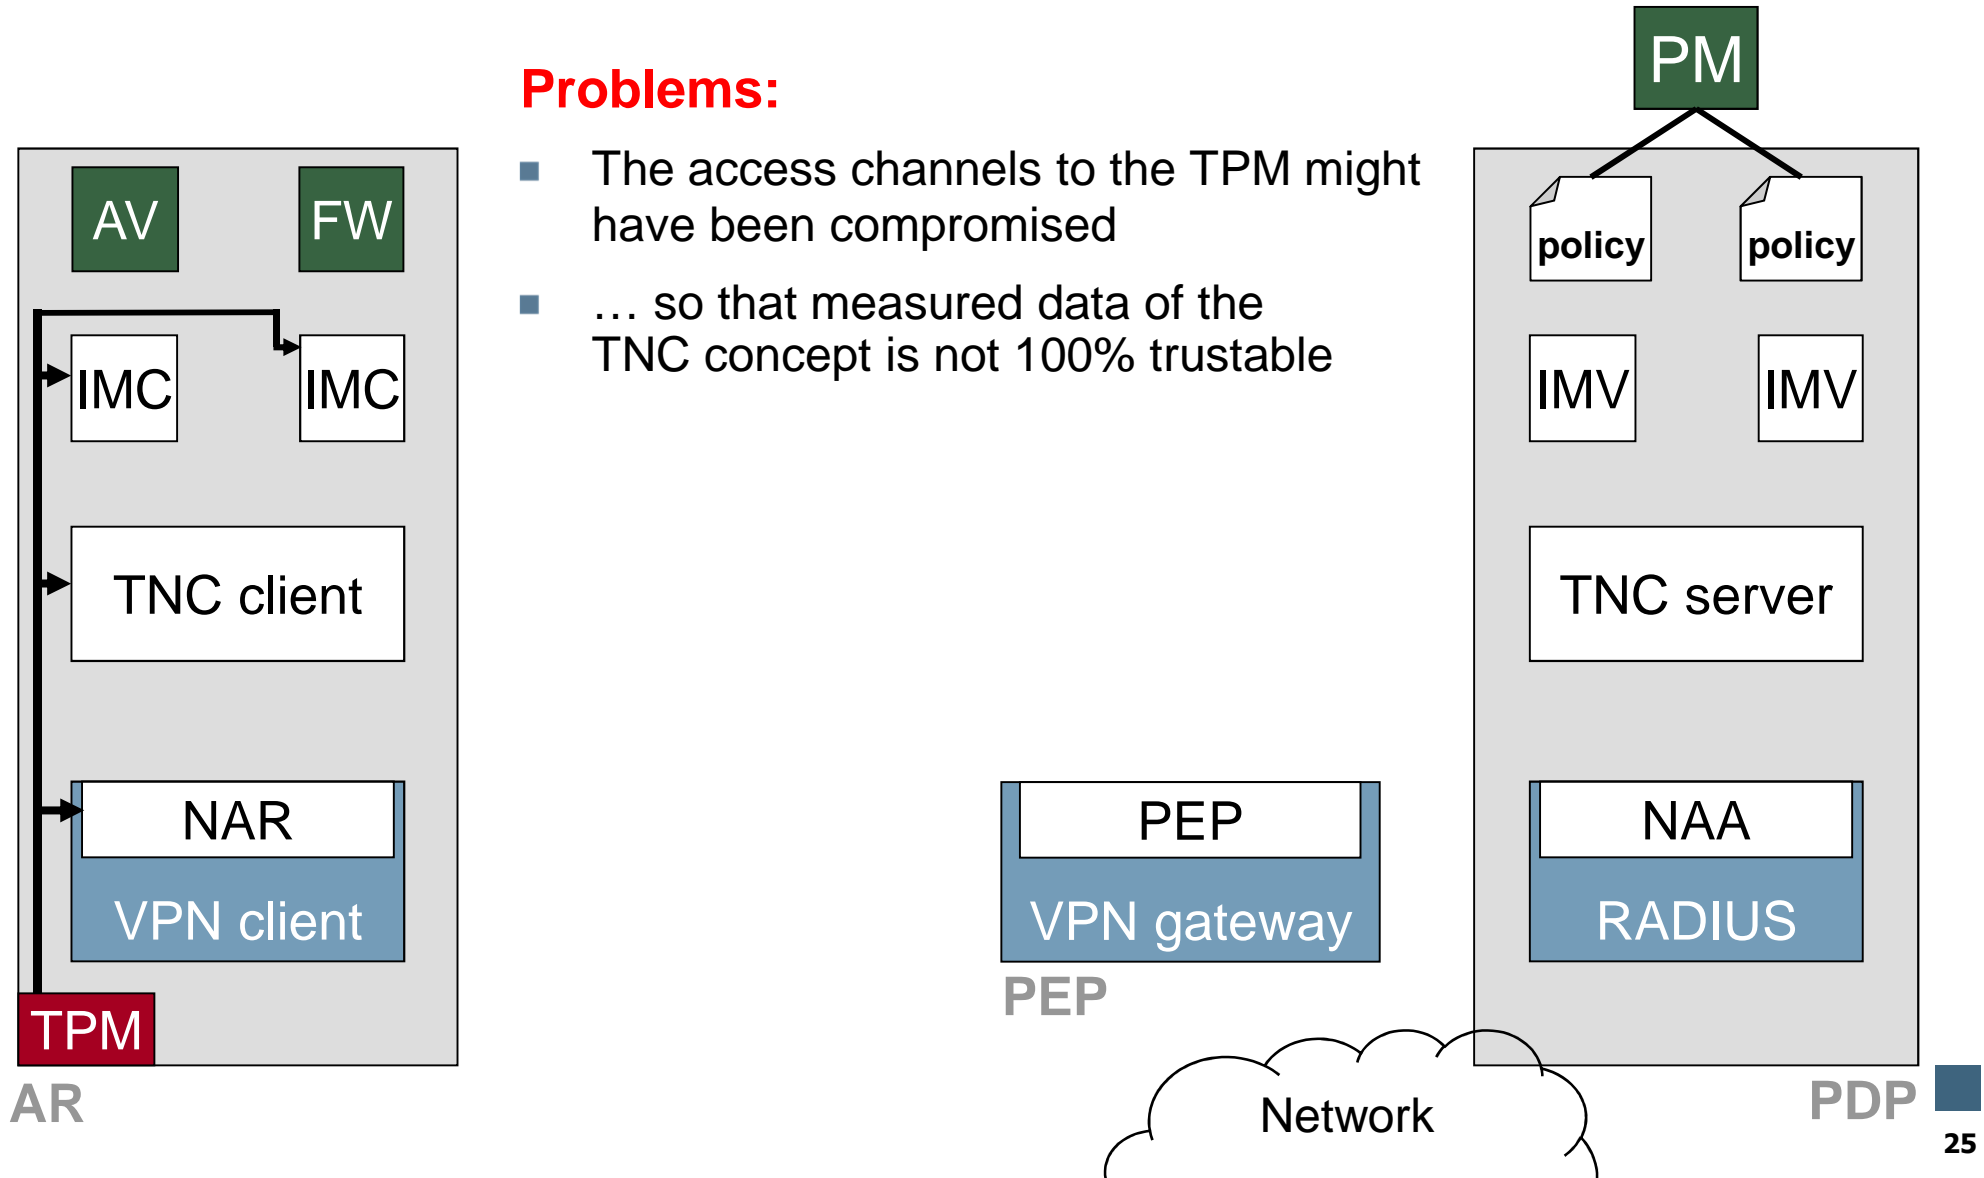 PM
Problems:
The access channels to the TPM might
have been compromised
… so that measured data of the
TNC concept is not 100% trustable
AV
FW
policy
policy
IMC
IMC
IMV
IMV
TNC client
TNC server
NAR
VPN client
PEP
VPN gateway
NAA
RADIUS
PEP
TPM
AR
Network
PDP
25